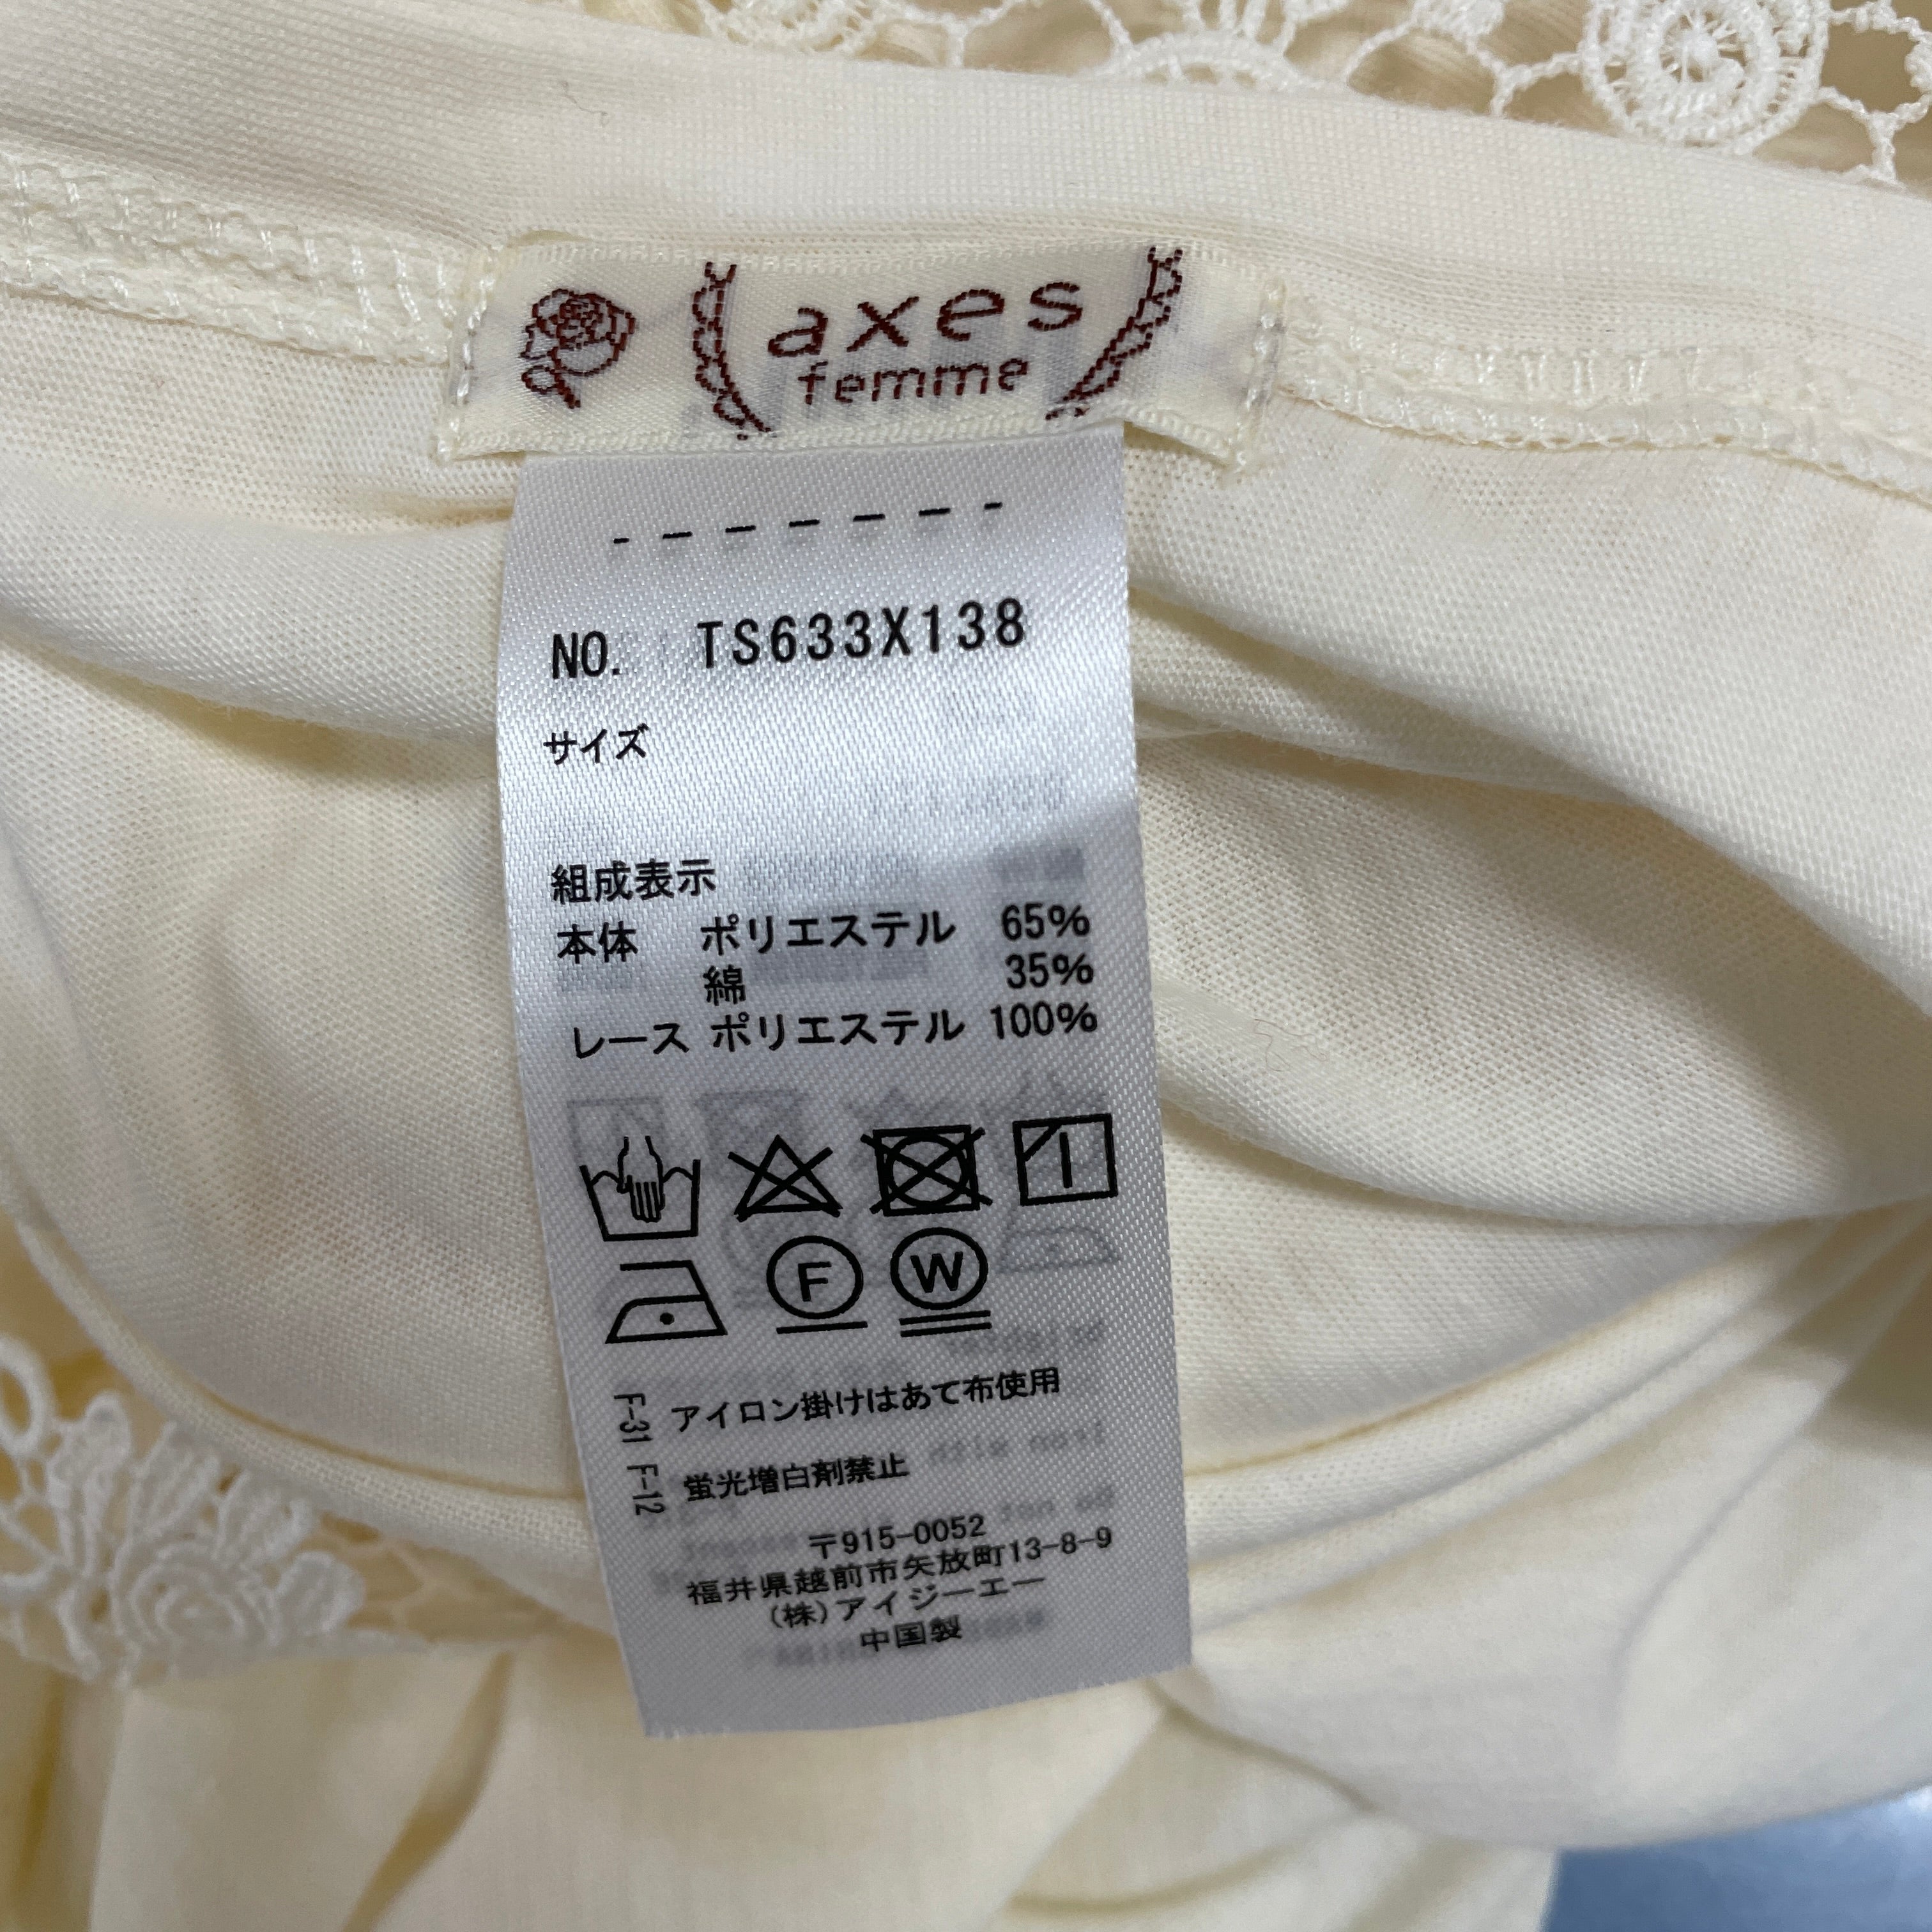 axes
femme
- - - - - - -
NO. TS633X138
サイズ
組成表示
本体 ポリエステル 65%
綿 35%
レース ポリエステル 100%
F
W
F-31 アイロン掛けはあて布使用
F-12 蛍光増白剤禁止
〒915-0052
福井県越前市矢放町13-8-9
(株)アイジーエー
中国製